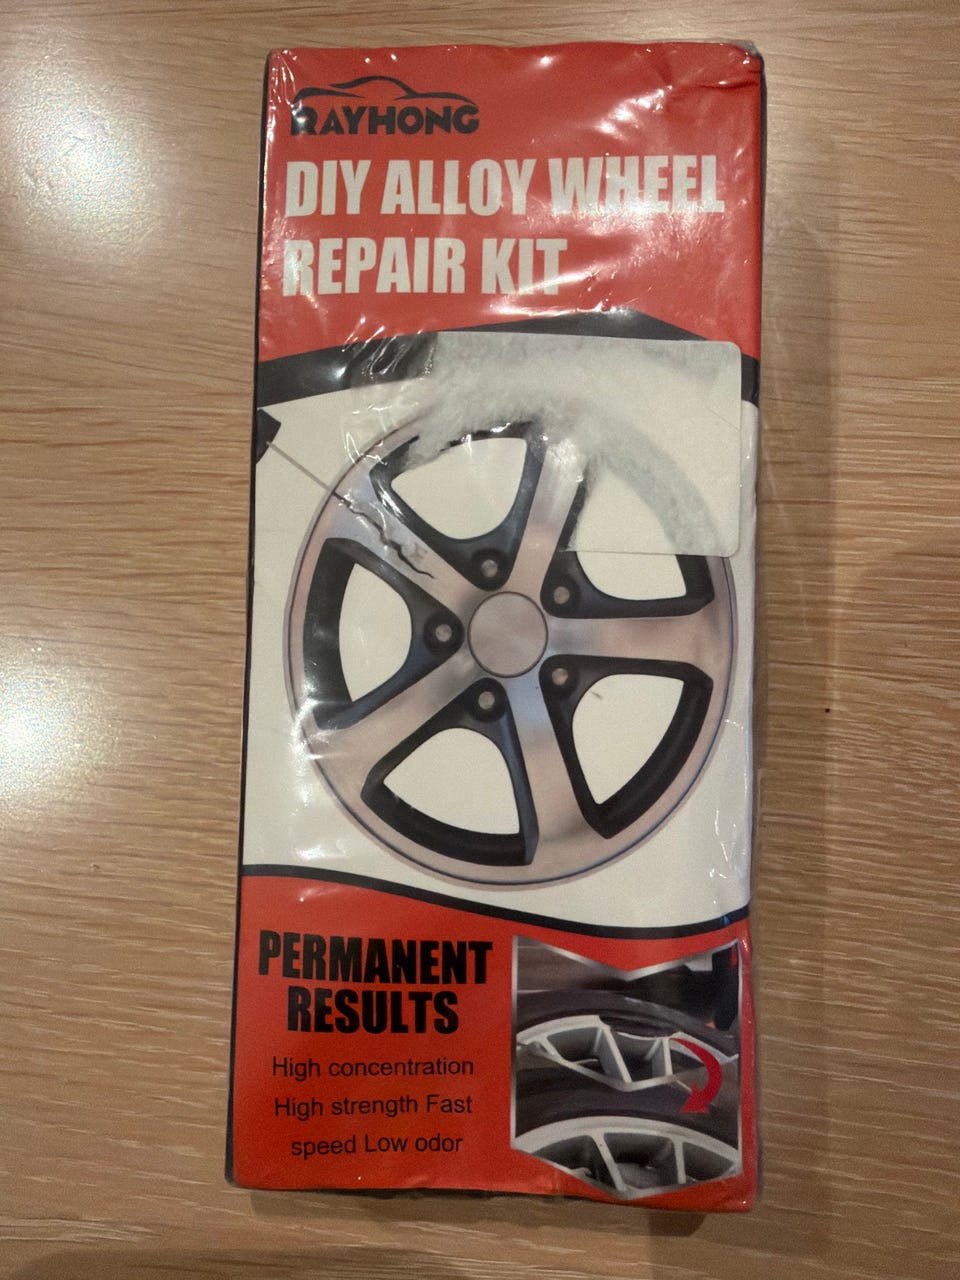 RAYHONG
DIY ALLOY WHEEL
REPAIR KIT
PERMANENT
RESULTS
High concentration
High strength Fast
speed Low odor